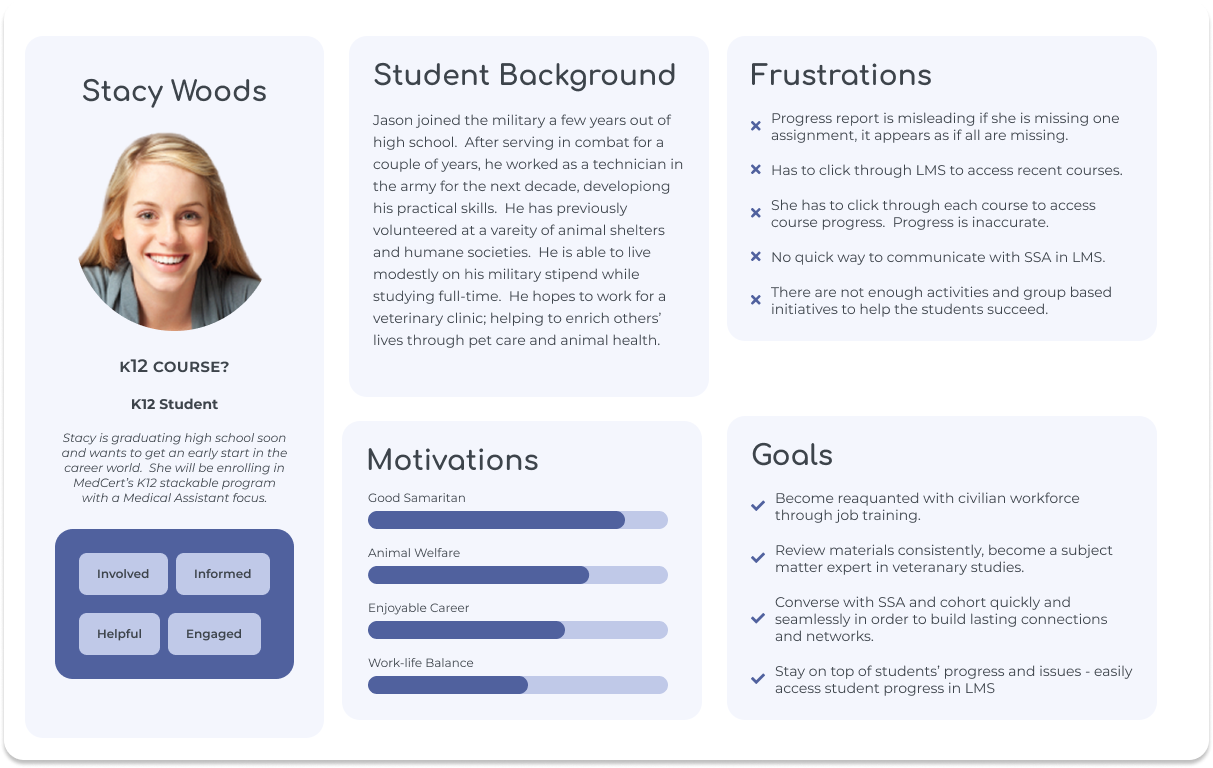 Stacy Woods
K12 COURSE?
K12 Student
Stacy is graduating high school soon
and wants to get an early start in the
career world.  She will be enrolling in
MedCert's K12 stackable program
with a Medical Assistant focus.
Involved
Informed
Helpful
Engaged
Student Background
Jason joined the military a few years out of
high school.  After serving in combat for a
couple of years, he worked as a technician in
the army for the next decade, developiong
his practical skills.  He has previously
volunteered at a vareity of animal shelters
and humane societies.  He is able to live
modestly on his military stipend while
studying full-time.  He hopes to work for a
veterinary clinic; helping to enrich others'
lives through pet care and animal health.
Motivations
Good Samaritan
Animal Welfare
Enjoyable Career
Work-life Balance
Frustrations
Progress report is misleading if she is missing one
assignment, it appears as if all are missing.
Has to click through LMS to access recent courses.
She has to click through each course to access
course progress.  Progress is inaccurate.
No quick way to communicate with SSA in LMS.
There are not enough activities and group based
initiatives to help the students succeed.
Goals
Become reaquanted with civilian workforce
through job training.
Review materials consistently, become a subject
matter expert in veteranary studies.
Converse with SSA and cohort quickly and
seamlessly in order to build lasting connections
and networks.
Stay on top of students' progress and issues - easily
access student progress in LMS